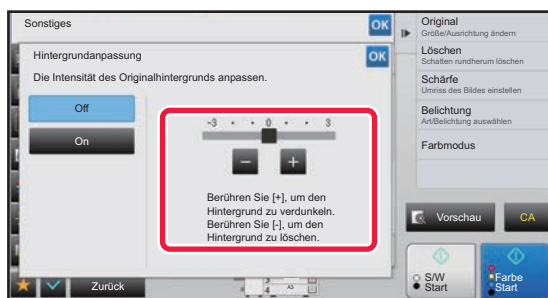 Sonstiges
OK
Hintergrundanpassung
OK
Die Intensität des Originalhintergrunds anpassen.
Off
On
-3 • • 0 • • 3
−
+
Berühren Sie [+], um den
Hintergrund zu verdunkeln.
Berühren Sie [-], um den
Hintergrund zu löschen.
Zurück
4 A3
Original
Größe/Ausrichtung ändern
Löschen
Schatten rundherum löschen
Schärfe
Umriss des Bildes einstellen
Belichtung
Art/Belichtung auswählen
Farbmodus
Vorschau
CA
S/W
Start
Farbe
Start